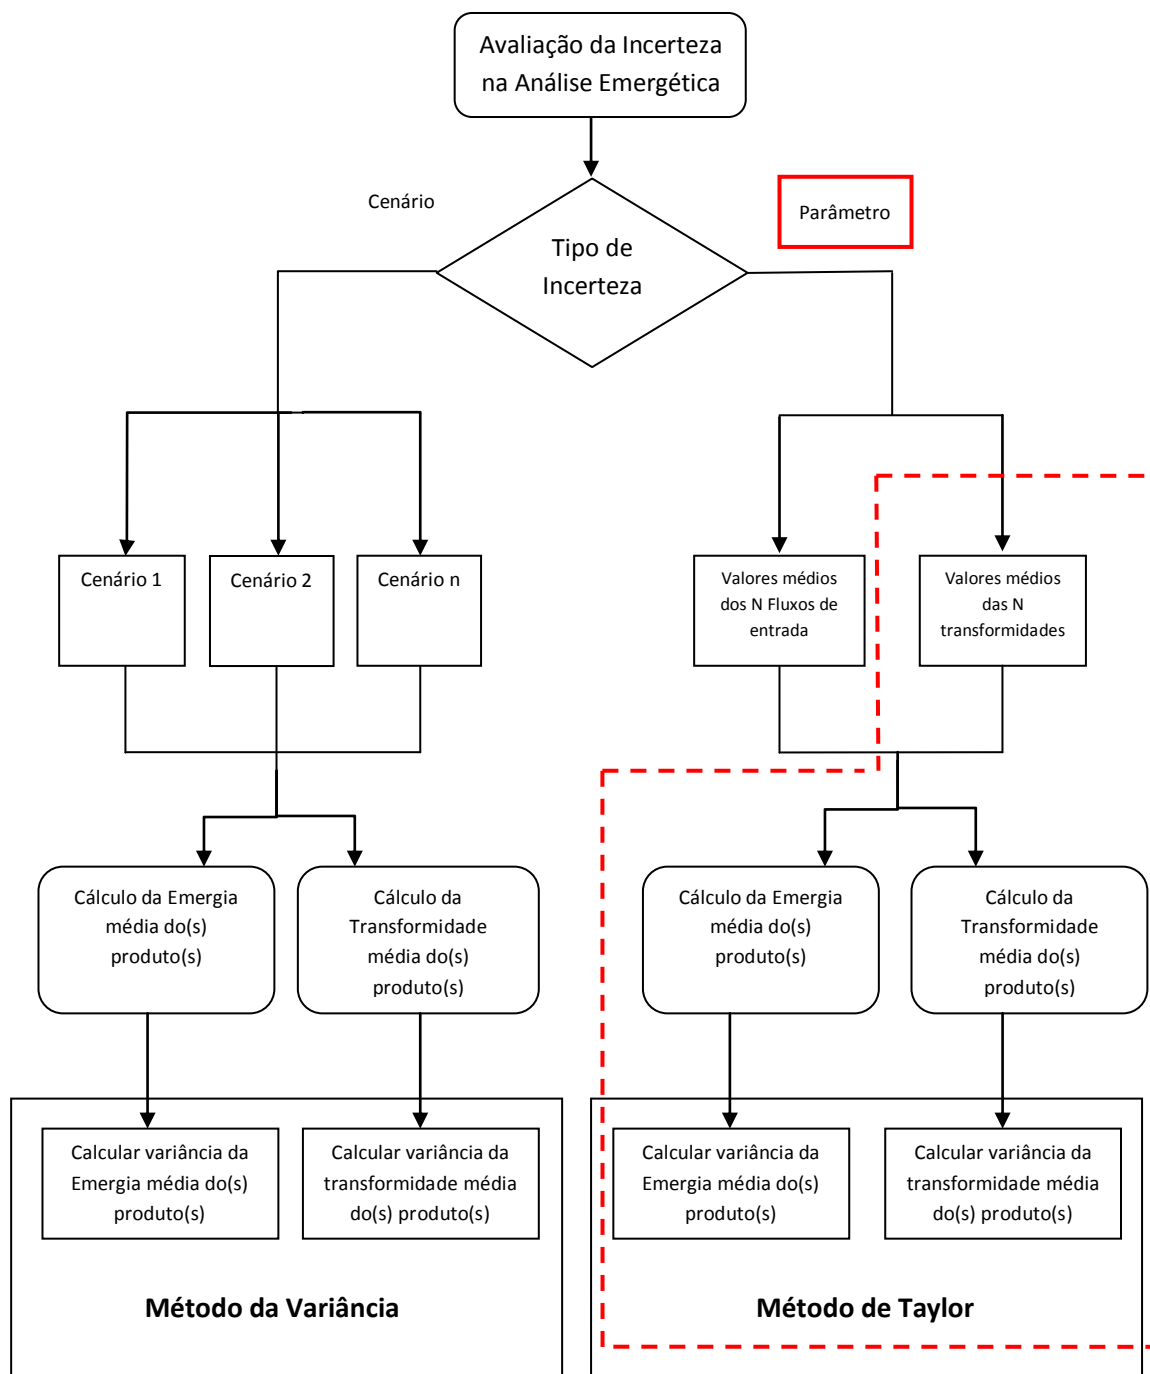 Avaliação da Incerteza
na Análise Emergética
Cenário
Parâmetro
Tipo de
Incerteza
Cenário 1
Cenário 2
Cenário n
Valores médios
dos N Fluxos de
entrada
Valores médios
das N
transformidades
Cálculo da Emergia
média do(s)
produto(s)
Cálculo da
Transformidade
média do(s)
produto(s)
Cálculo da Emergia
média do(s)
produto(s)
Cálculo da
Transformidade
média do(s)
produto(s)
Calcular variância da
Emergia média do(s)
produto(s)
Calcular variância da
transformidade média
do(s) produto(s)
Calcular variância da
Emergia média do(s)
produto(s)
Calcular variância da
transformidade média
do(s) produto(s)
Método da Variância
Método de Taylor